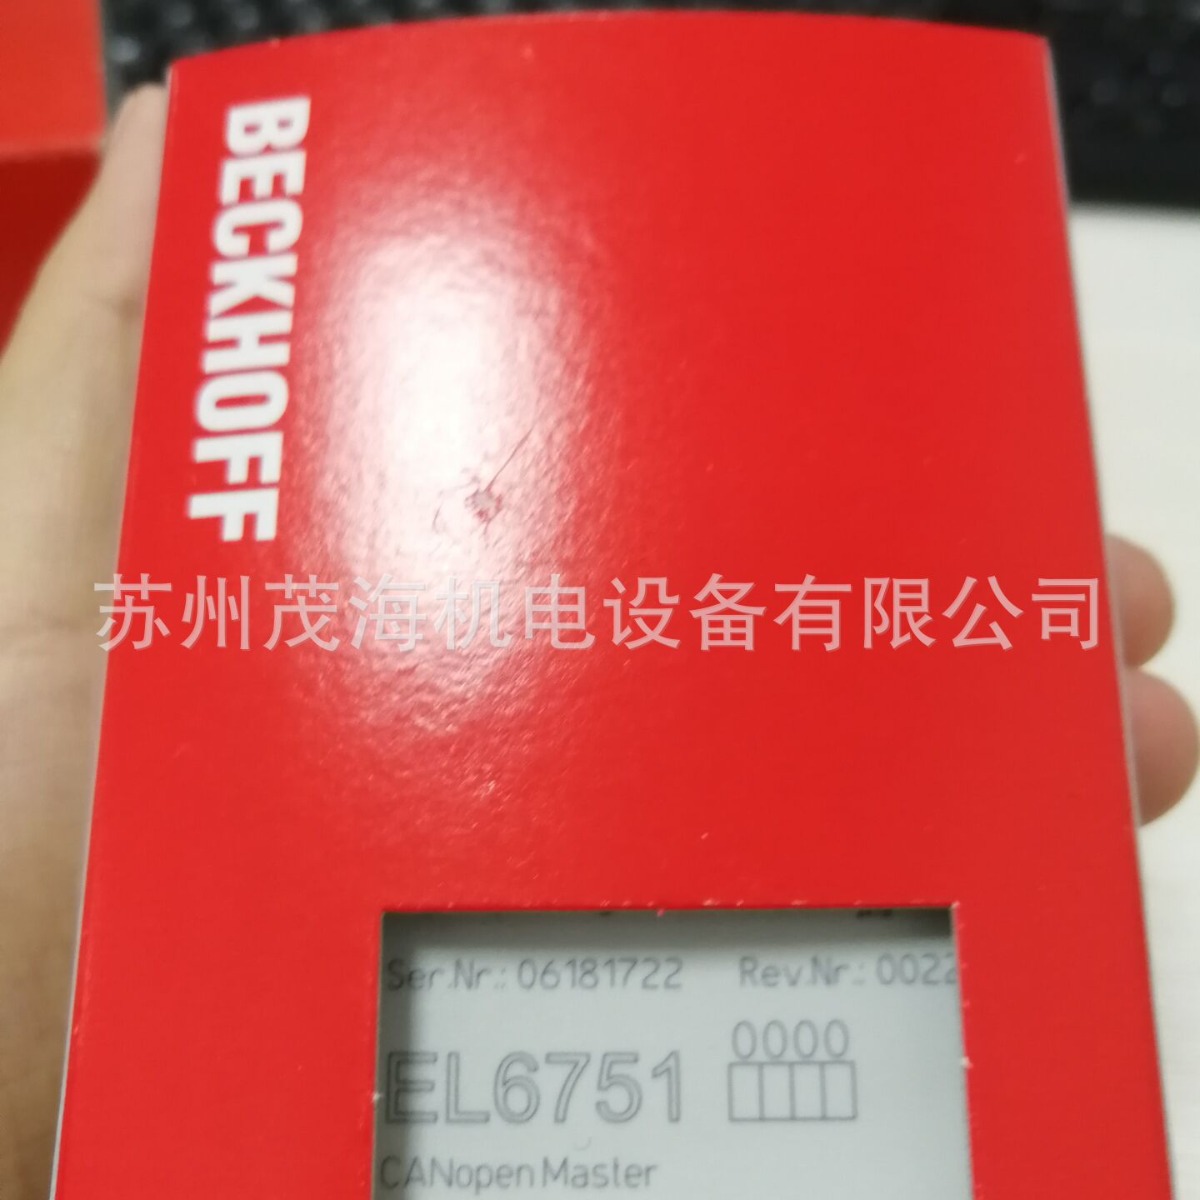 BECKHOFF
苏州茂海机电设备有限公司
Ser.Nr.: 06181722 Rev.Nr.: 0022
0000
EL6751
CANopen Master